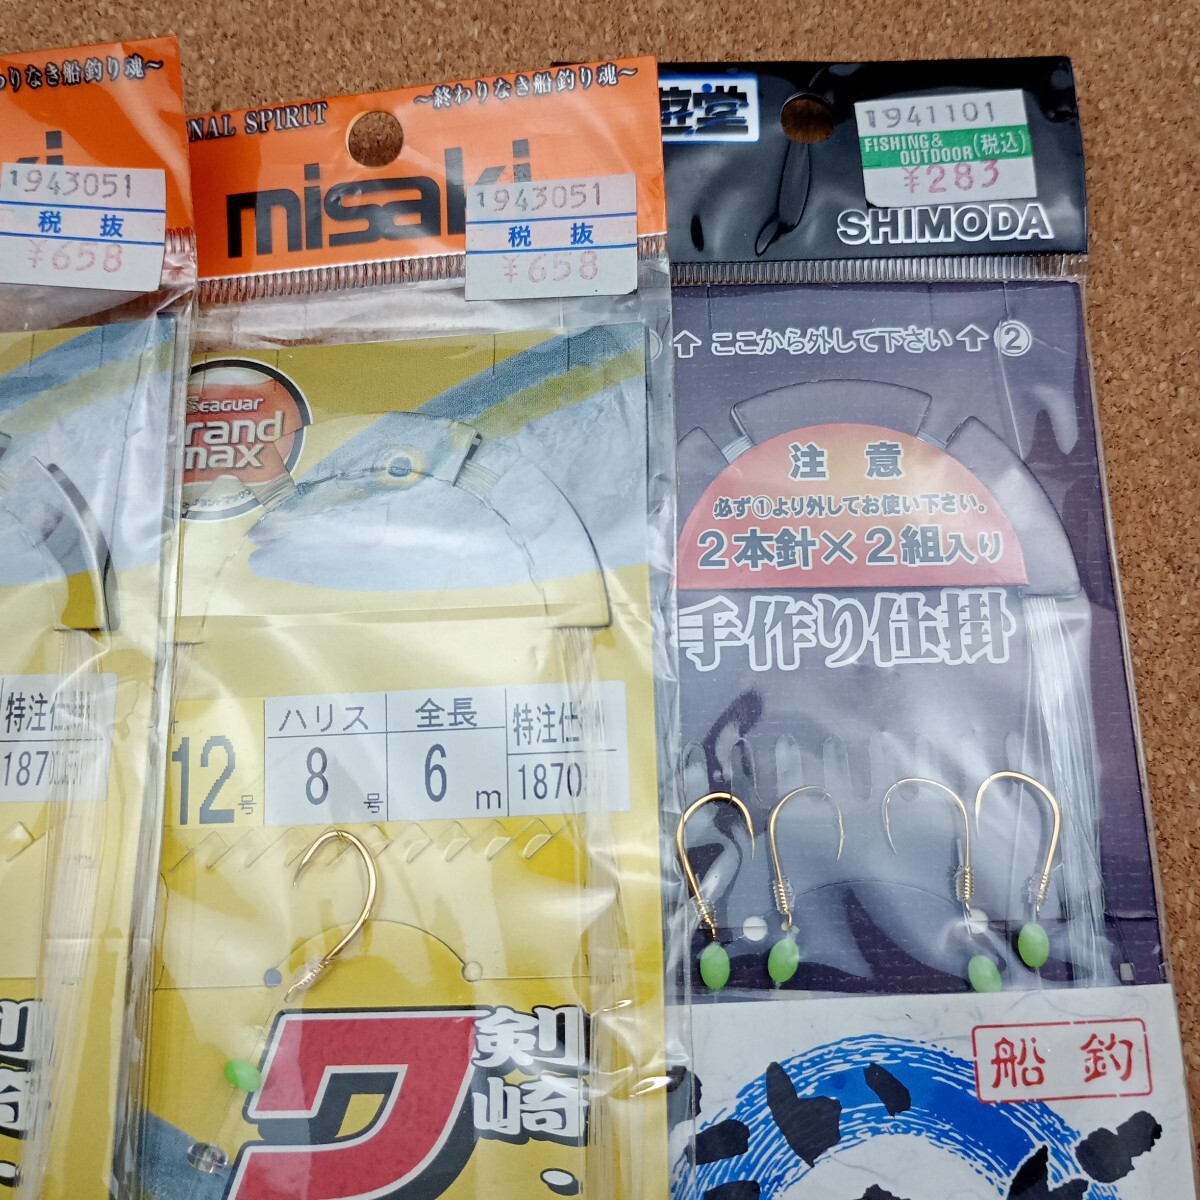 わりなき船釣り魂～
1943051
税 抜
¥658
特注仕掛
NAL SPIRIT
～終わりなき船釣り魂～
misaki
1943051
税 抜
¥658
SEAGUAR
Grand
max
12号
ハリス
8号
全長
6m
特注仕
1870
剣崎
ワ
遊堂
1941101
FISHING &
OUTDOOR (税込)
¥283
SHIMODA
↑ ここから外して下さい ↑ ②
注 意
必ず①より外してお使い下さい。
2本針×2組入り
手作り仕掛
船 釣